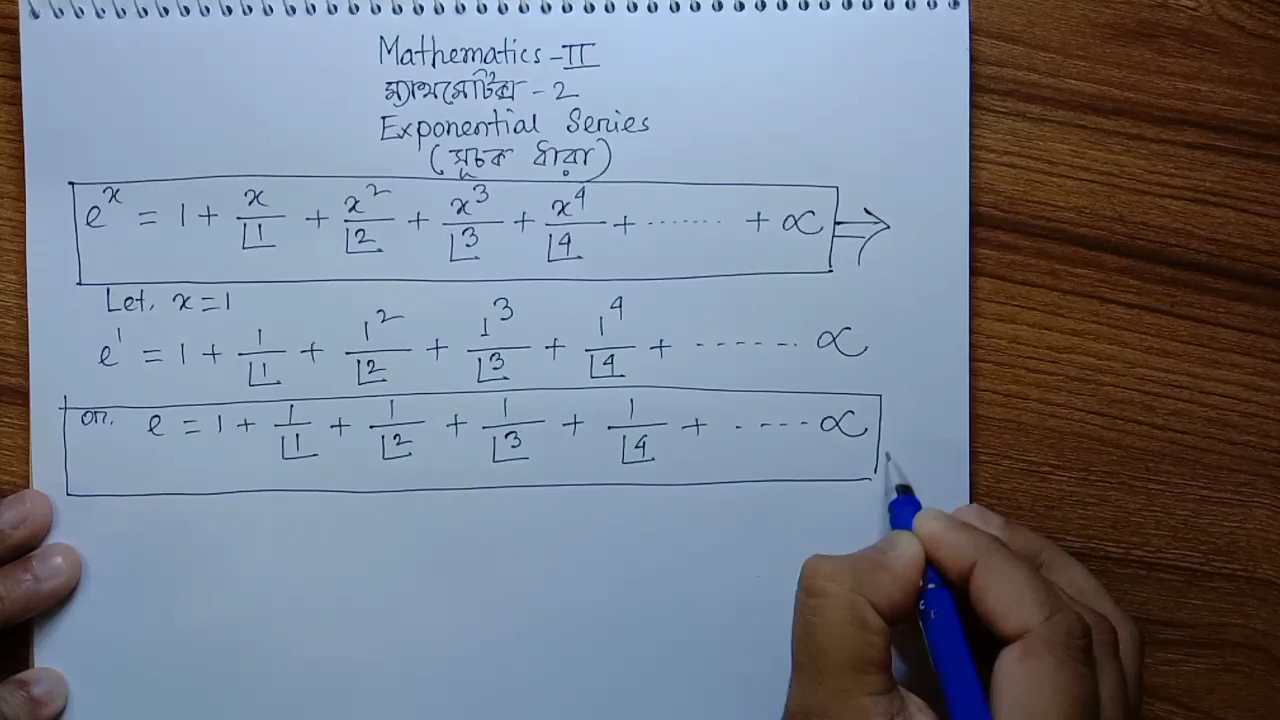 Mathematics - II
ম্যাথমেটিক্স - 2
Exponential Series
(সূচক ধারা)
e^x = 1 + x/⌊1 + x^2/⌊2 + x^3/⌊3 + x^4/⌊4 + ....... + ∝ ⇒
Let, x = 1
e^1 = 1 + 1/⌊1 + 1^2/⌊2 + 1^3/⌊3 + 1^4/⌊4 + ....... ∝
or, e = 1 + 1/⌊1 + 1/⌊2 + 1/⌊3 + 1/⌊4 + ..... ∝